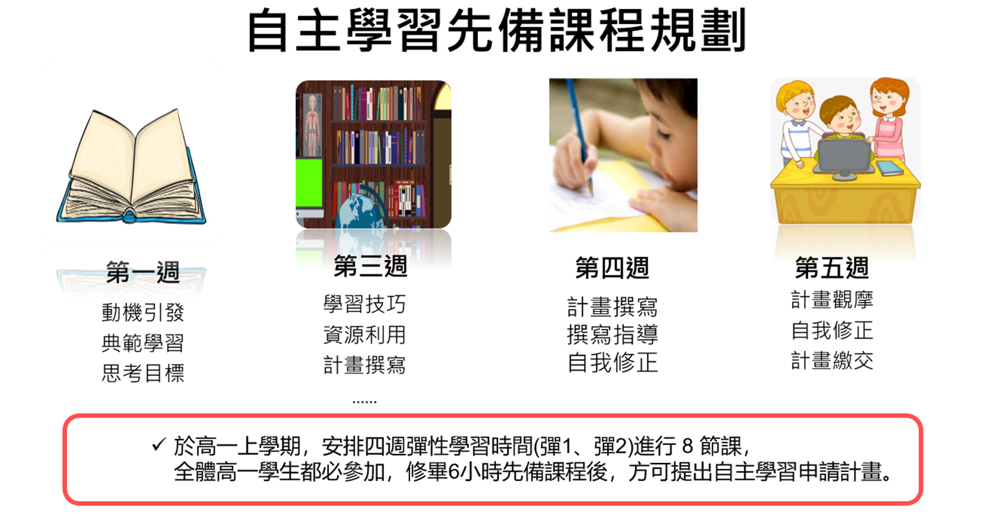 自主學習先備課程規劃
第一週
動機引發
典範學習
思考目標
第三週
學習技巧
資源利用
計畫撰寫
......
第四週
計畫撰寫
撰寫指導
自我修正
第五週
計畫觀摩
自我修正
計畫繳交
✓ 於高一上學期，安排四週彈性學習時間(彈1、彈2)進行 8 節課，
全體高一學生都必參加，修畢6小時先備課程後，方可提出自主學習申請計畫。